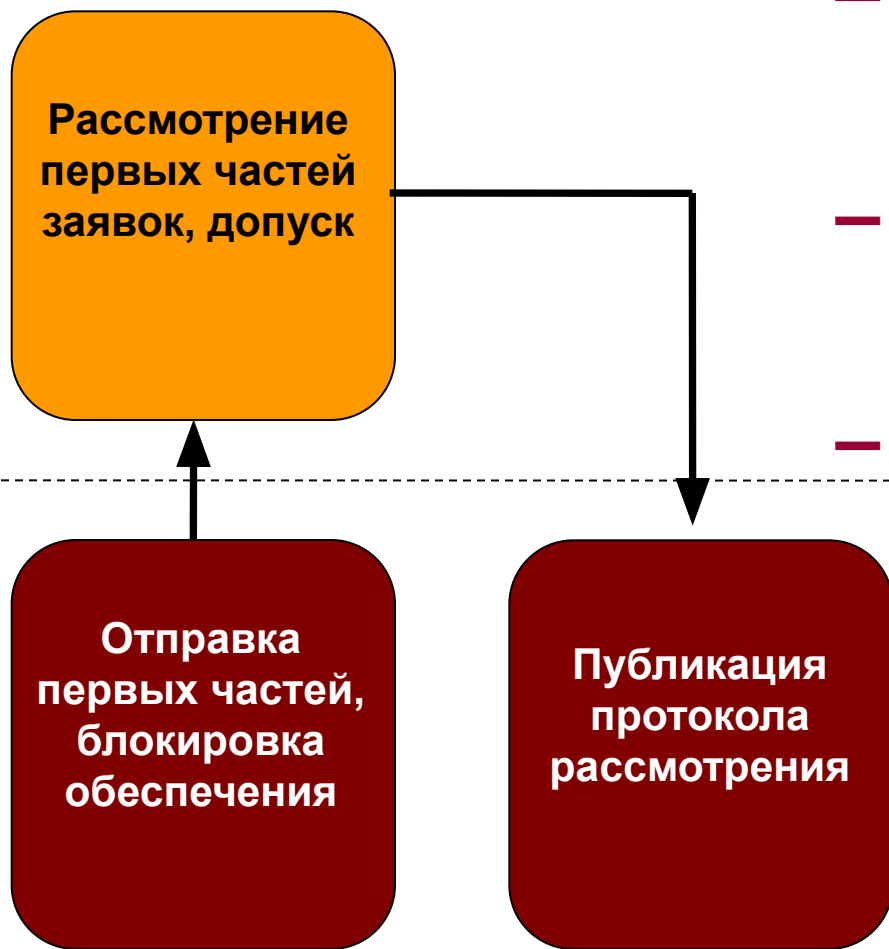 Рассмотрение
первых частей
заявок, допуск
Отправка
первых частей,
блокировка
обеспечения
Публикация
протокола
рассмотрения